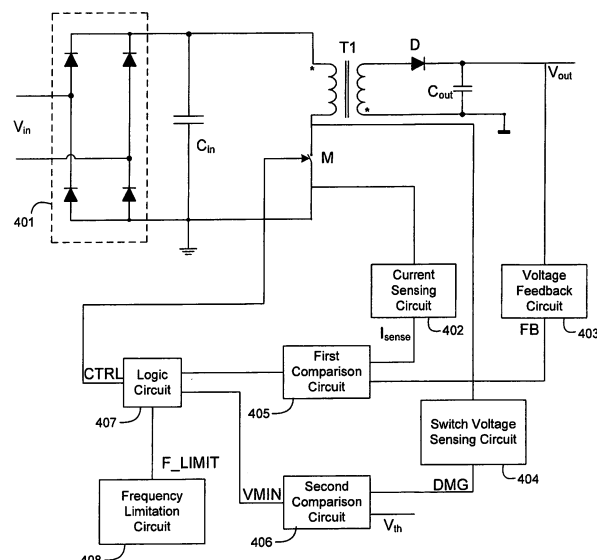 T1
D
*
Vout
Cout
*
Vin
Cin
M
401
Current
Sensing
Circuit
402
Voltage
Feedback
Circuit
403
Isense
FB
CTRL
Logic
Circuit
407
First
Comparison
Circuit
405
Switch Voltage
Sensing Circuit
404
F_LIMIT
VMIN
DMG
Frequency
Limitation
Circuit
408
Second
Comparison
Circuit
406
Vth